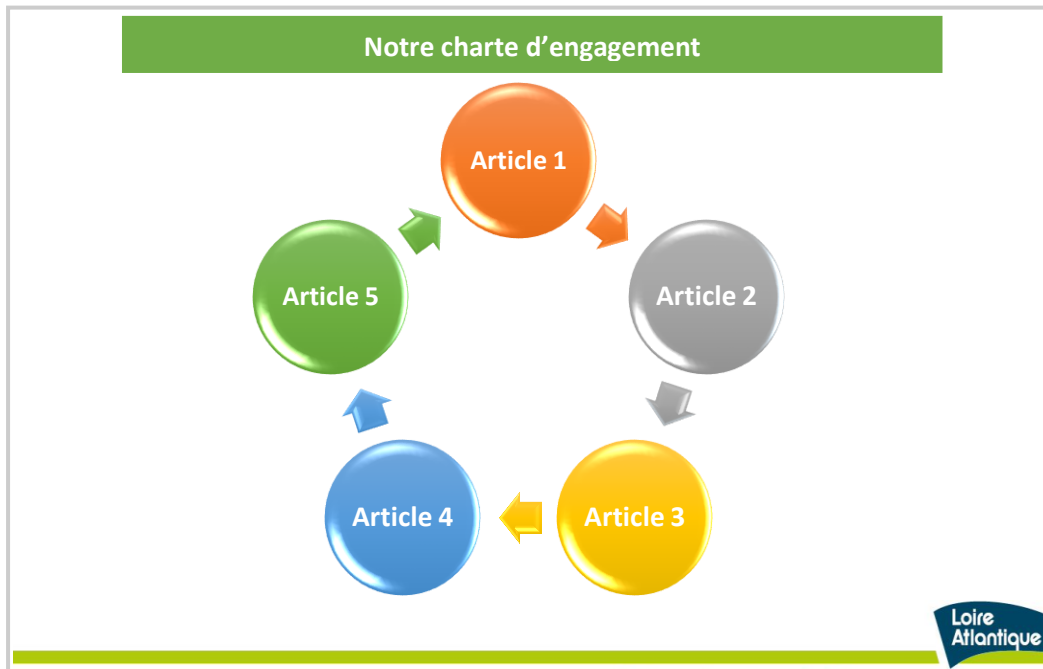 Notre charte d’engagement
Article 1
Article 2
Article 3
Article 4
Article 5
Loire
Atlantique